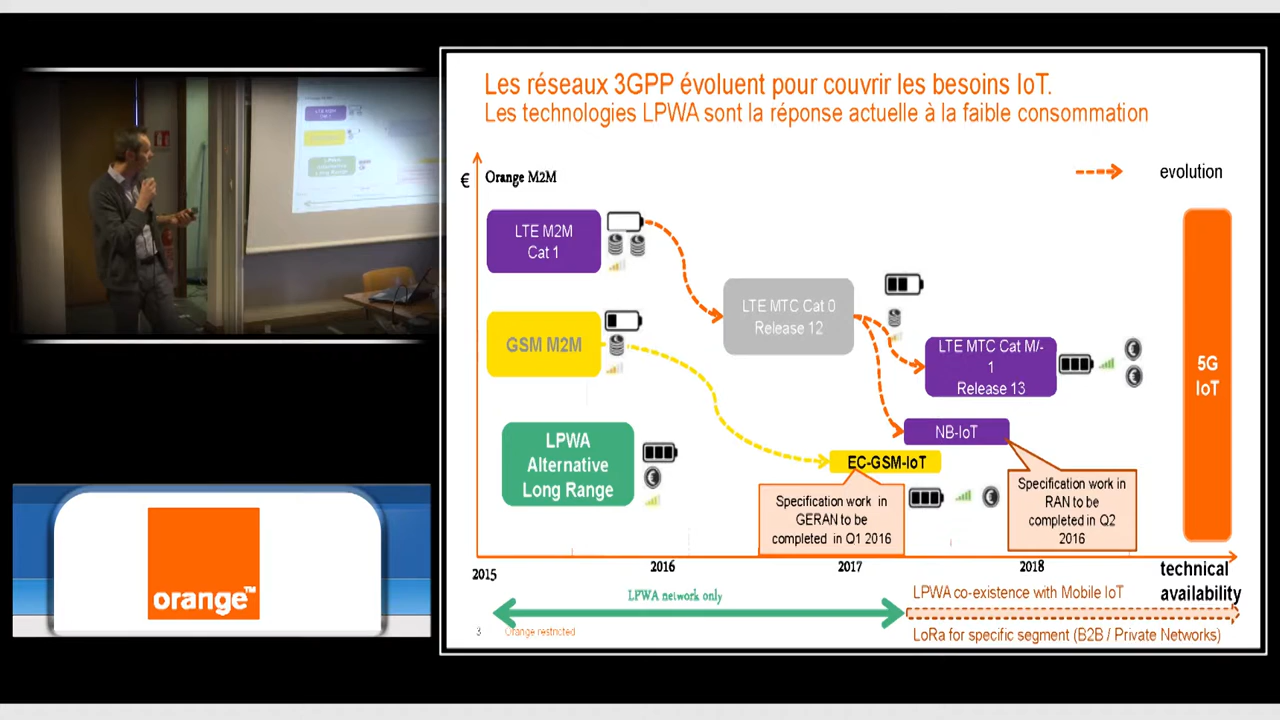 Les réseaux 3GPP évoluent pour couvrir les besoins IoT.
Les technologies LPWA sont la réponse actuelle à la faible consommation
€
Orange M2M
evolution
LTE M2M
Cat 1
LTE MTC Cat 0
Release 12
GSM M2M
LTE MTC Cat M/-
1
Release 13
5G
IoT
LPWA
Alternative
Long Range
NB-IoT
EC-GSM-IoT
Specification work in
GERAN to be
completed in Q1 2016
Specification work in
RAN to be
completed in Q2
2016
2015
2016
2017
2018
technical
availability
LPWA network only
LPWA co-existence with Mobile IoT
LoRa for specific segment (B2B / Private Networks)
3
Orange restricted
orange™